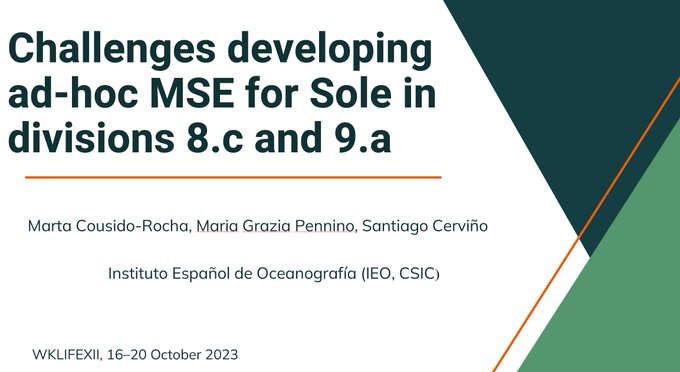 Challenges developing
ad-hoc MSE for Sole in
divisions 8.c and 9.a
Marta Cousido-Rocha, Maria Grazia Pennino, Santiago Cerviño
Instituto Español de Oceanografía (IEO, CSIC)
WKLIFEXII, 16–20 October 2023